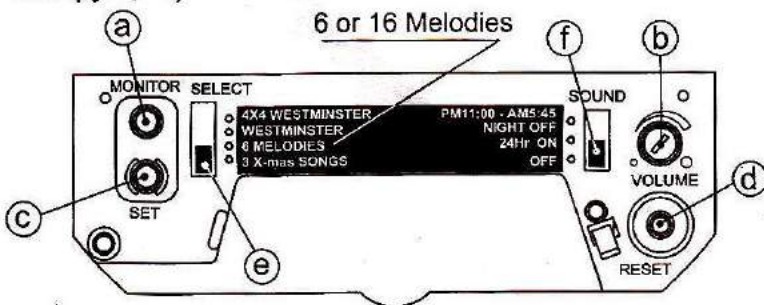 6 or 16 Melodies
a
f
b
MONITOR
SELECT
SOUND
4X4 WESTMINSTER PM11:00 - AM5:45
WESTMINSTER NIGHT OFF
6 MELODIES 24Hr ON
3 X-mas SONGS OFF
VOLUME
c
SET
e
d
RESET